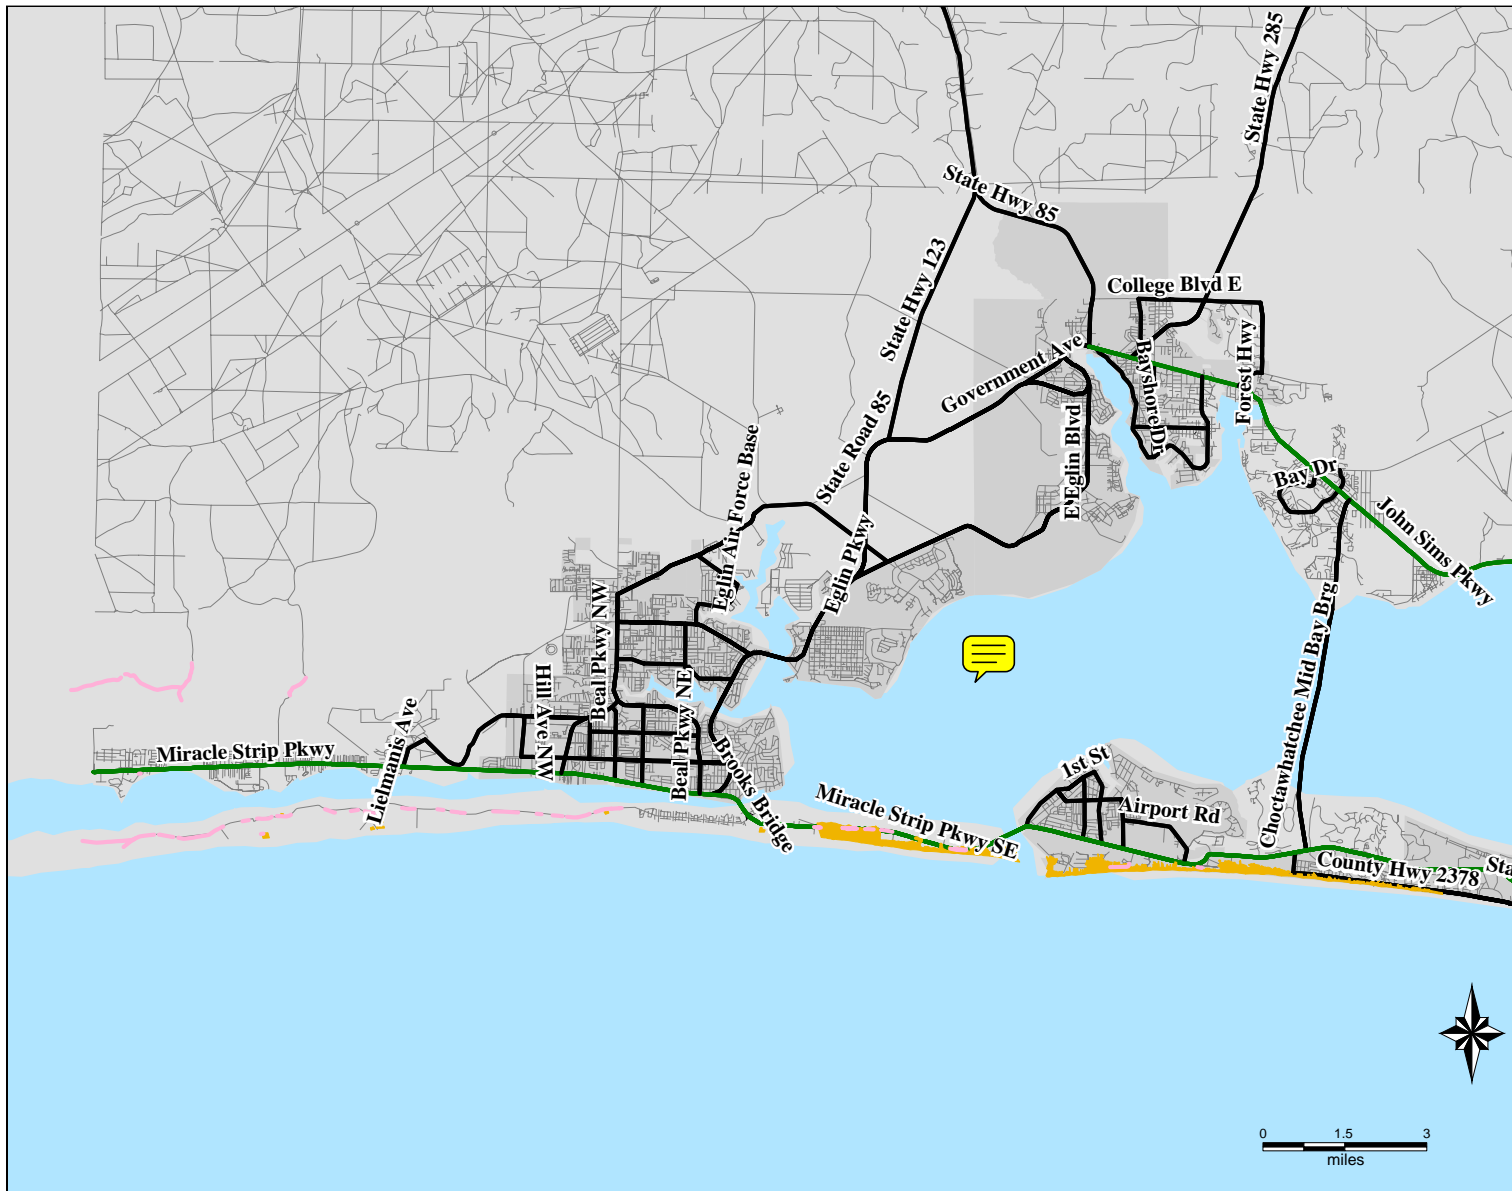 State Hwy 285
State Hwy 85
State Hwy 123
College Blvd E
Government Ave
Bayshore Dr
Forest Hwy
State Road 85
Eglin Air Force Base
E Eglin Blvd
Bay Dr
John Sims Pkwy
Eglin Pkwy
Beal Pkwy NW
Choctawhatchee Mid Bay Brg
Hill Ave NW
Beal Pkwy NE
Lielmanis Ave
Miracle Strip Pkwy
Brooks Bridge
1st St
Miracle Strip Pkwy SE
Airport Rd
County Hwy 2378
Sta
0 1.5 3
miles